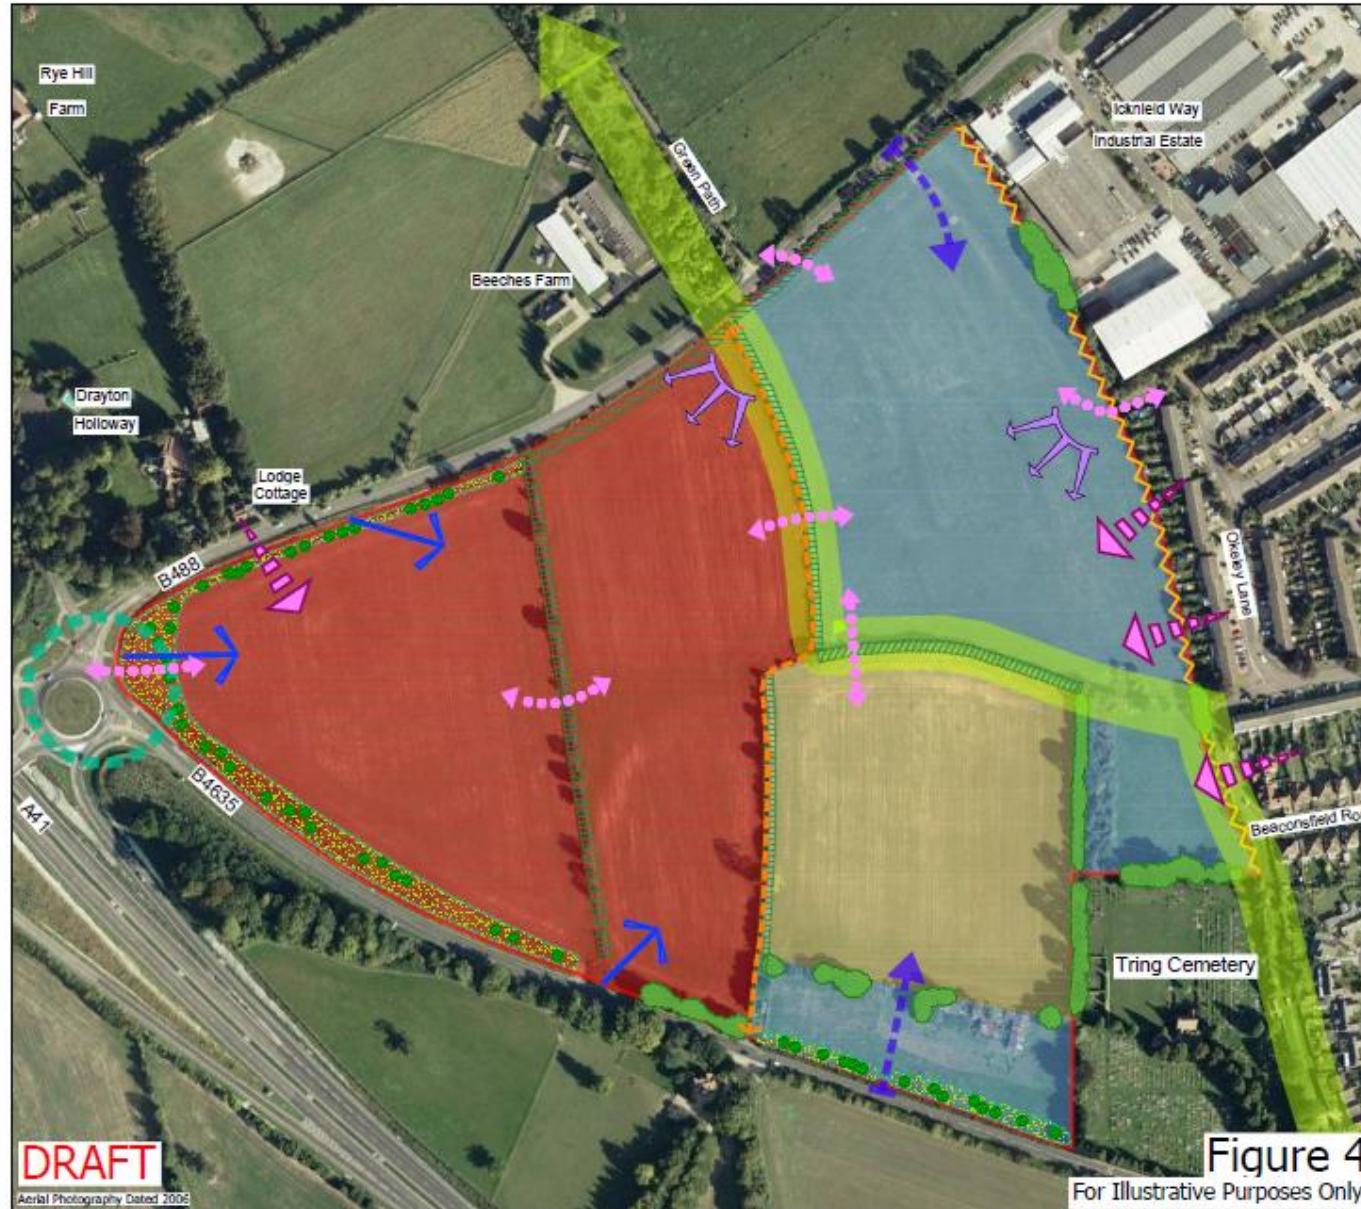 Rye Hill
Farm
Icknield Way
Industrial Estate
Green Path
Beeches Farm
Drayton
Holloway
Lodge
Cottage
B488
Okeley Lane
B4635
A41
Beaconsfield Ro
Tring Cemetery
DRAFT
Aerial Photography Dated 2006
Figure 4
For Illustrative Purposes Only